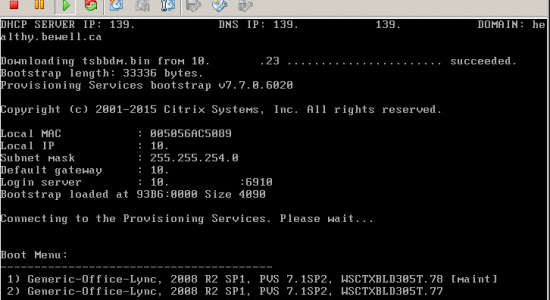 DHCP SERVER IP: 139. DNS IP: 139. 139. DOMAIN: he
althy.bewell.ca
Downloading tsbbdm.bin from 10. .23 ...................... succeeded.
Bootstrap length: 33336 bytes.
Provisioning Services bootstrap v7.7.0.6020
Copyright (c) 2001-2015 Citrix Systems, Inc. All rights reserved.
Local MAC : 005056AC5089
Local IP : 10.
Subnet mask : 255.255.254.0
Default gateway : 10.
Login server : 10. :6910
Bootstrap loaded at 93B6:0000 Size 4090
Connecting to the Provisioning Services. Please wait...
Boot Menu:
----------------------------------------
1) Generic-Office-Lync, 2008 R2 SP1, PVS 7.1SP2, WSCTXBLD305T.78 [maint]
2) Generic-Office-Lync, 2008 R2 SP1, PVS 7.1SP2, WSCTXBLD305T.77